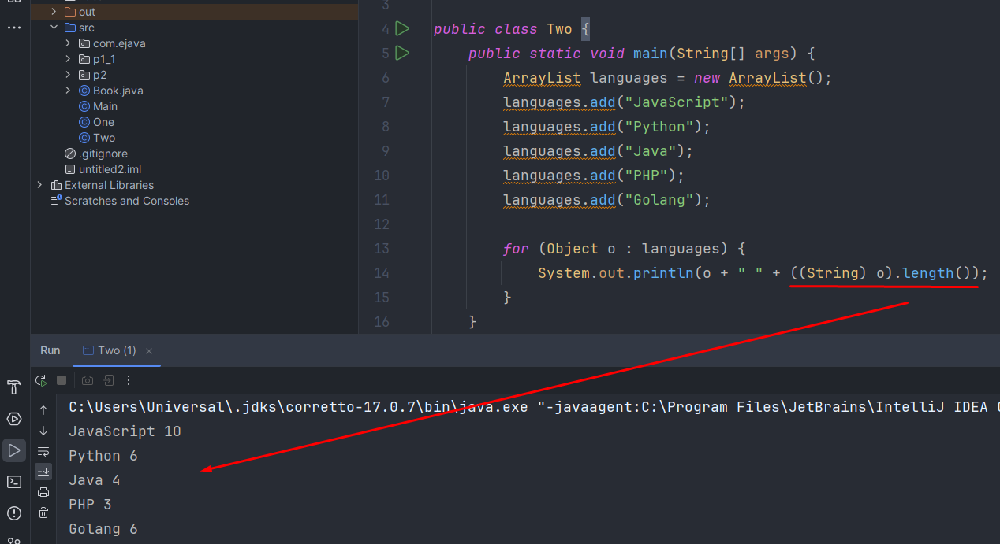 out
src
com.ejava
p1_1
p2
Book.java
Main
One
Two
.gitignore
untitled2.iml
External Libraries
Scratches and Consoles
3
4 public class Two {
5 public static void main(String[] args) {
6 ArrayList languages = new ArrayList();
7 languages.add("JavaScript");
8 languages.add("Python");
9 languages.add("Java");
10 languages.add("PHP");
11 languages.add("Golang");
12
13 for (Object o : languages) {
14 System.out.println(o + " " + ((String) o).length());
15 }
16 }
Run Two (1)
C:\Users\Universal\.jdks\corretto-17.0.7\bin\java.exe "-javaagent:C:\Program Files\JetBrains\IntelliJ IDEA
JavaScript 10
Python 6
Java 4
PHP 3
Golang 6